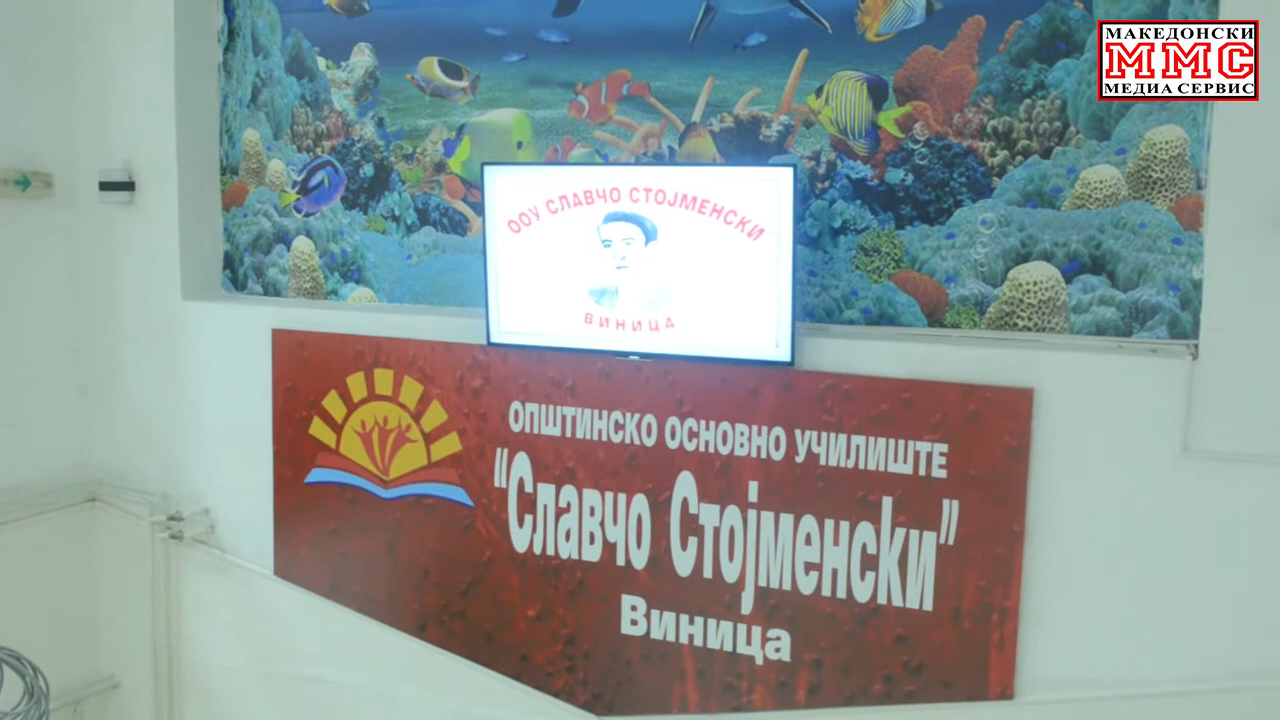 МАКЕДОНСКИ
ММС
МЕДИА СЕРВИС
ООУ СЛАВЧО СТОЈМЕНСКИ
ВИНИЦА
ОПШТИНСКО ОСНОВНО УЧИЛИШТЕ
“Славчо Стојменски”
Виница